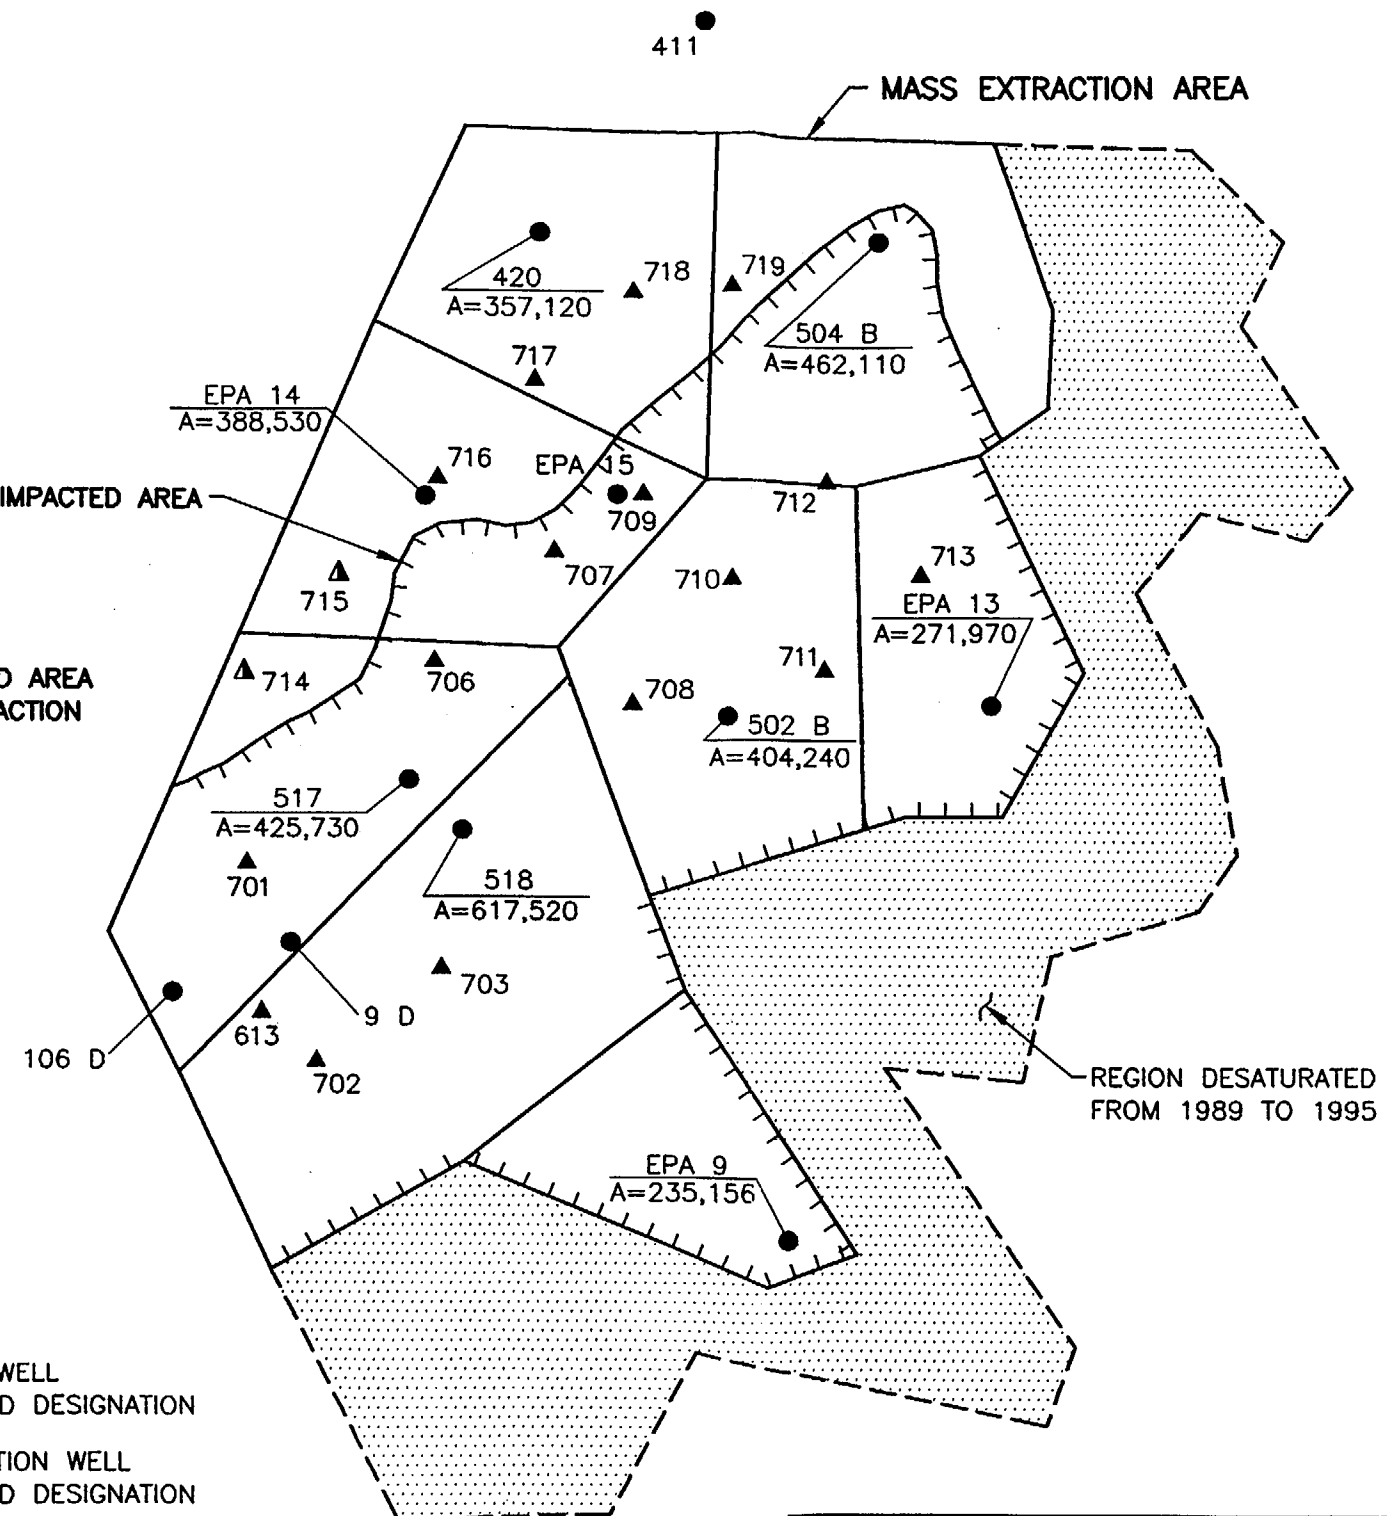 411
MASS EXTRACTION AREA
420
A=357,120
718
719
504 B
A=462,110
717
EPA 14
A=388,530
716
EPA 15
709
712
IMPACTED AREA
707
710
713
EPA 13
A=271,970
715
714
706
711
708
D AREA
ACTION
502 B
A=404,240
517
A=425,730
701
518
A=617,520
703
9 D
613
106 D
702
REGION DESATURATED
FROM 1989 TO 1995
EPA 9
A=235,156
WELL
D DESIGNATION
TION WELL
D DESIGNATION